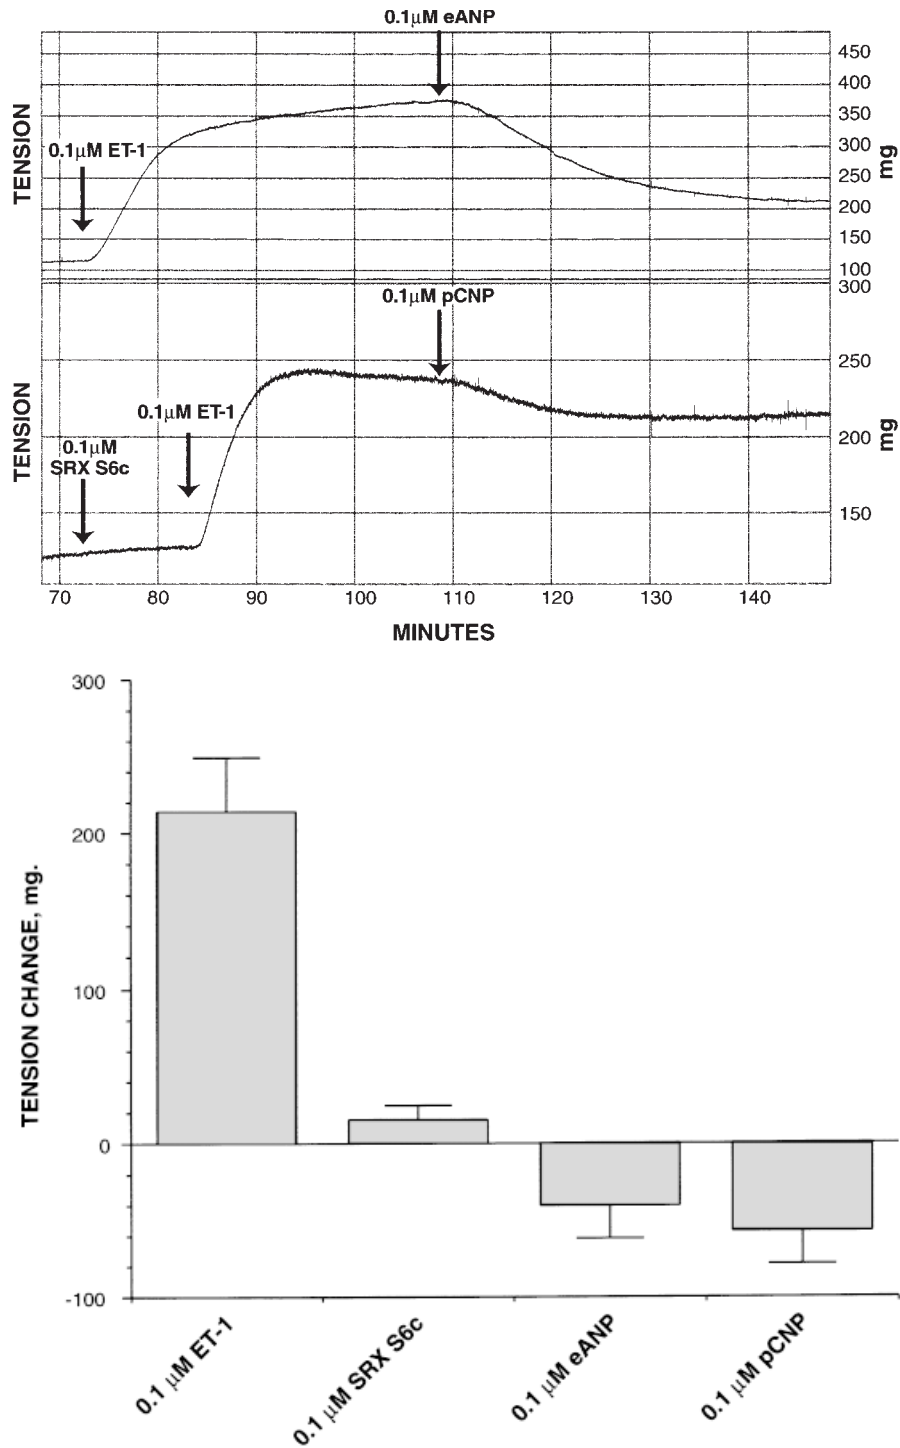 0.1μM eANP
450
400
350
300
250
200
150
100
TENSION
mg
0.1μM ET-1
300
250
200
150
0.1μM pCNP
TENSION
mg
0.1μM ET-1
0.1μM
SRX S6c
70 80 90 100 110 120 130 140
MINUTES
300
200
100
0
-100
TENSION CHANGE, mg.
0.1 μM ET-1
0.1 μM SRX S6c
0.1 μM eANP
0.1 μM pCNP